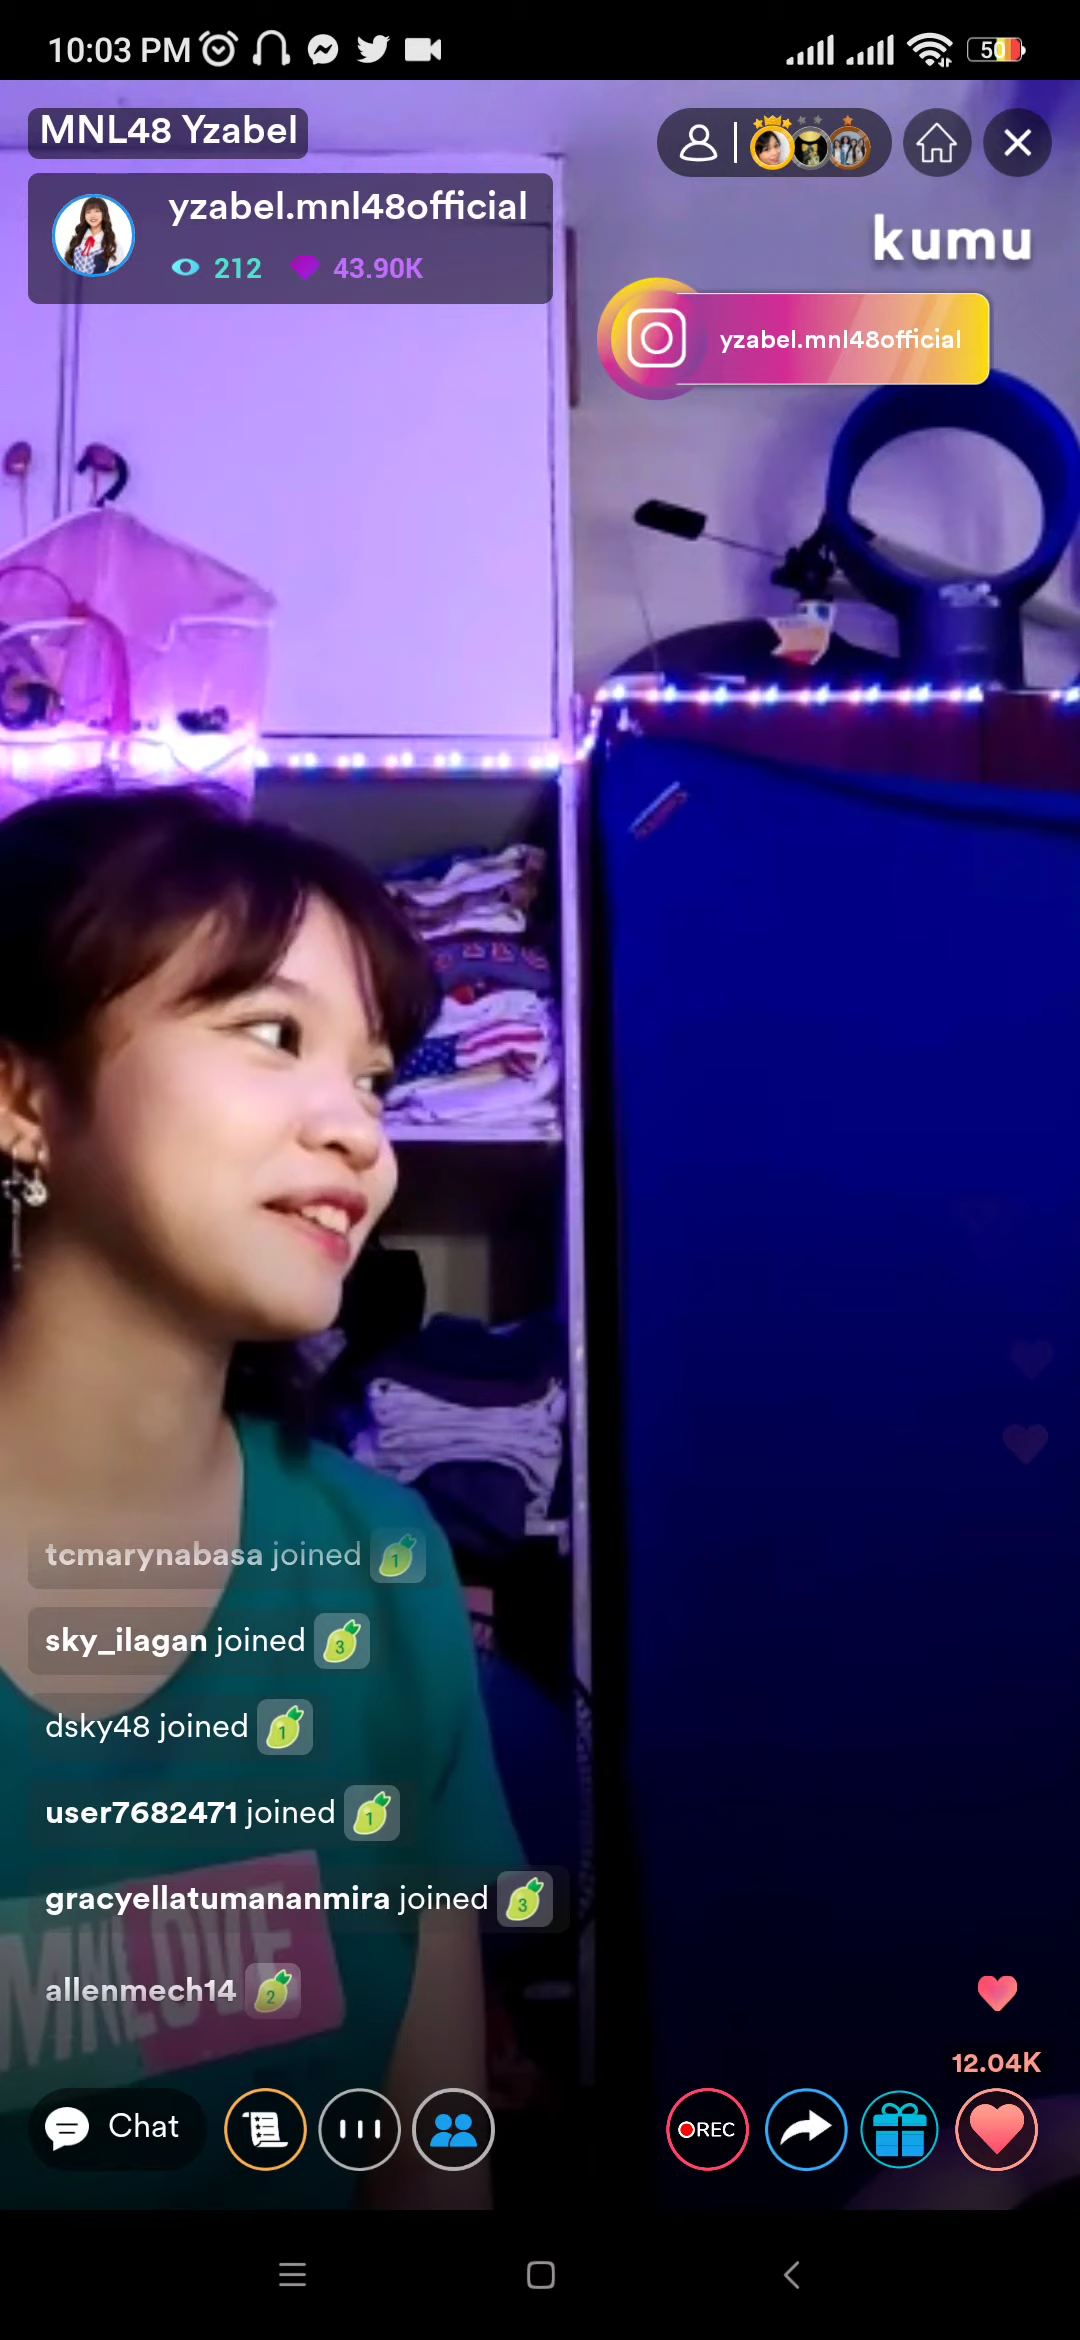 10:03 PM
50
MNL48 Yzabel
yzabel.mnl48official
212 43.90K
kumu
yzabel.mnl48official
tcmarynabasa joined 1
sky_ilagan joined 3
dsky48 joined 1
user7682471 joined 1
gracyellatumananmira joined 3
allenmech14 2
MNLOVE
12.04K
Chat
REC